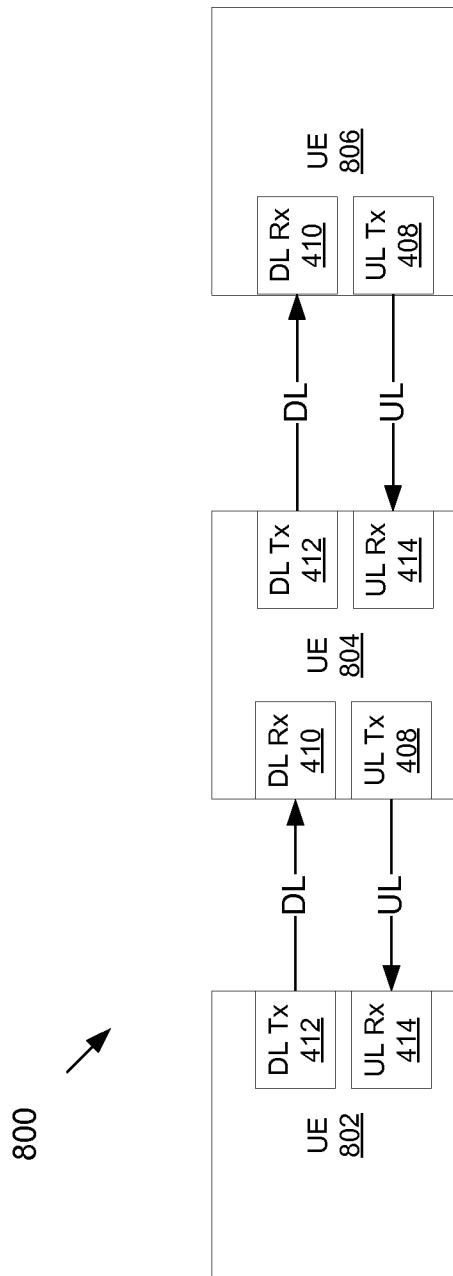 800
UE
802
DL Tx
412
UL Rx
414
DL
UL
DL Rx
410
UL Tx
408
UE
804
DL Tx
412
UL Rx
414
DL
UL
DL Rx
410
UL Tx
408
UE
806